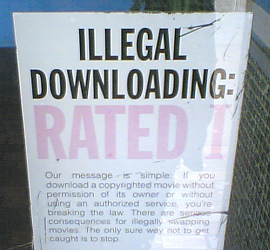 ILLEGAL
DOWNLOADING:
RATED I
Our message is simple: If you
download a copyrighted movie without
permission of its owner or without
using an authorized service, you're
breaking the law. There are serious
consequences for illegally swapping
movies. The only sure way not to get
caught is to stop.